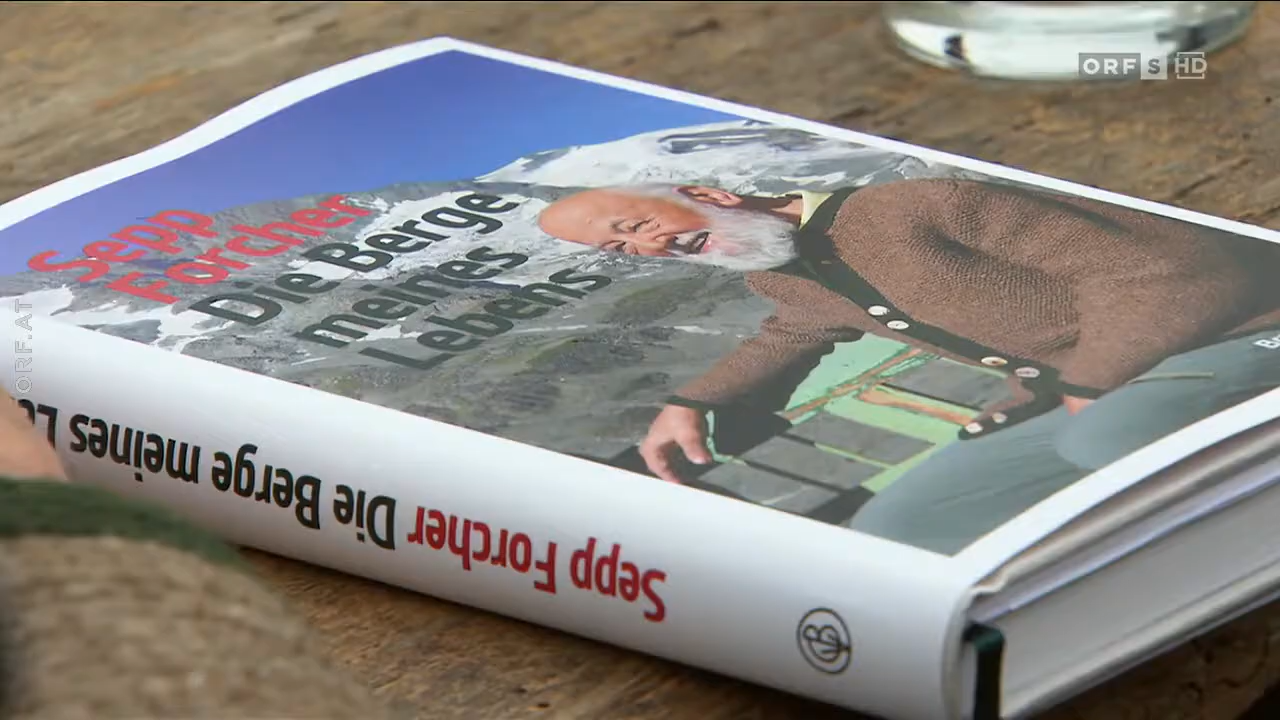 ORF S HD
Sepp
Forcher
Die Berge
meines
Lebens
ORF.AT
Sepp Forcher Die Berge meines